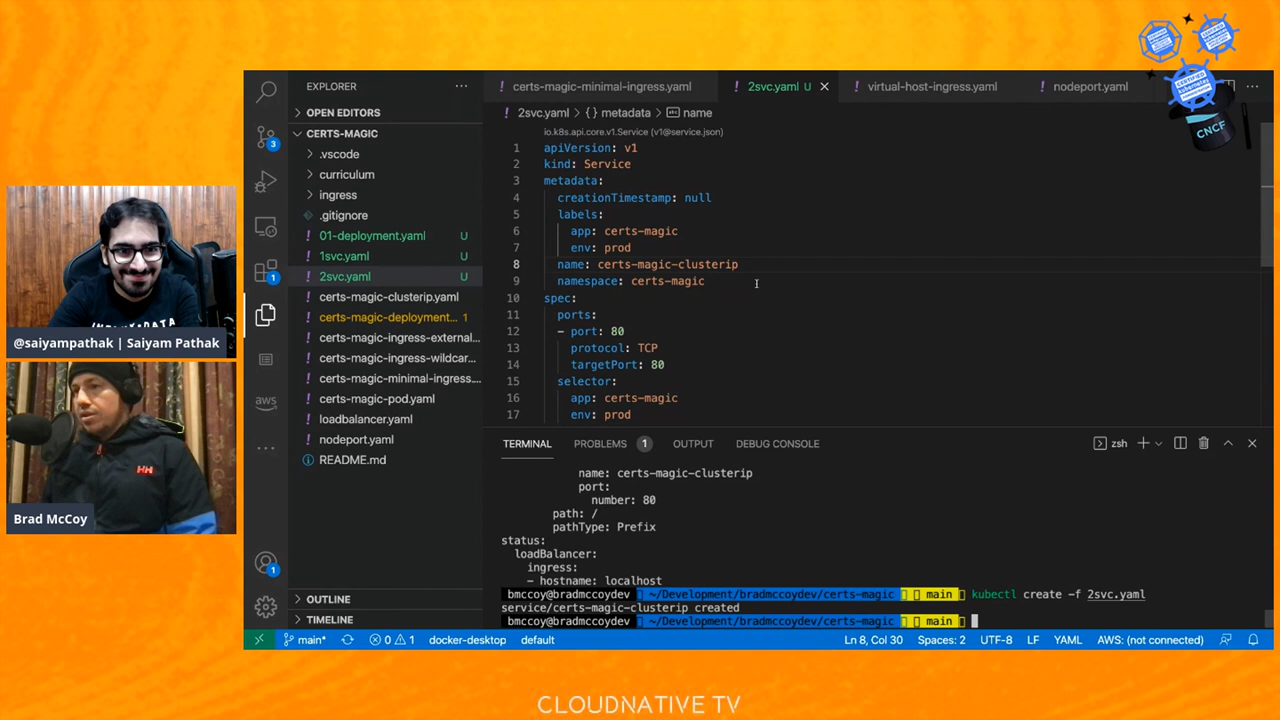 CNCF
EXPLORER
OPEN EDITORS
CERTS-MAGIC
.vscode
curriculum
ingress
.gitignore
01-deployment.yaml U
1svc.yaml U
2svc.yaml U
certs-magic-clusterip.yaml
certs-magic-deployment... 1
certs-magic-ingress-external...
certs-magic-ingress-wildcar...
certs-magic-minimal-ingress....
certs-magic-pod.yaml
loadbalancer.yaml
nodeport.yaml
README.md
OUTLINE
TIMELINE
3
1
aws
1
certs-magic-minimal-ingress.yaml
2svc.yaml U
virtual-host-ingress.yaml
nodeport.yaml
2svc.yaml > {} metadata > name
io.k8s.api.core.v1.Service (v1@service.json)
1 apiVersion: v1
2 kind: Service
3 metadata:
4 creationTimestamp: null
5 labels:
6 app: certs-magic
7 env: prod
8 name: certs-magic-clusterip
9 namespace: certs-magic
10 spec:
11 ports:
12 - port: 80
13 protocol: TCP
14 targetPort: 80
15 selector:
16 app: certs-magic
17 env: prod
TERMINAL PROBLEMS 1 OUTPUT DEBUG CONSOLE zsh
name: certs-magic-clusterip
port:
number: 80
path: /
pathType: Prefix
status:
loadBalancer:
ingress:
- hostname: localhost
bmccoy@bradmccoydev ~/Development/bradmccoydev/certs-magic main kubectl create -f 2svc.yaml
service/certs-magic-clusterip created
bmccoy@bradmccoydev ~/Development/bradmccoydev/certs-magic main
main* 0 1 docker-desktop default Ln 8, Col 30 Spaces: 2 UTF-8 LF YAML AWS: (not connected)
@saiyampathak | Saiyam Pathak
Brad McCoy
CLOUDNATIVE TV